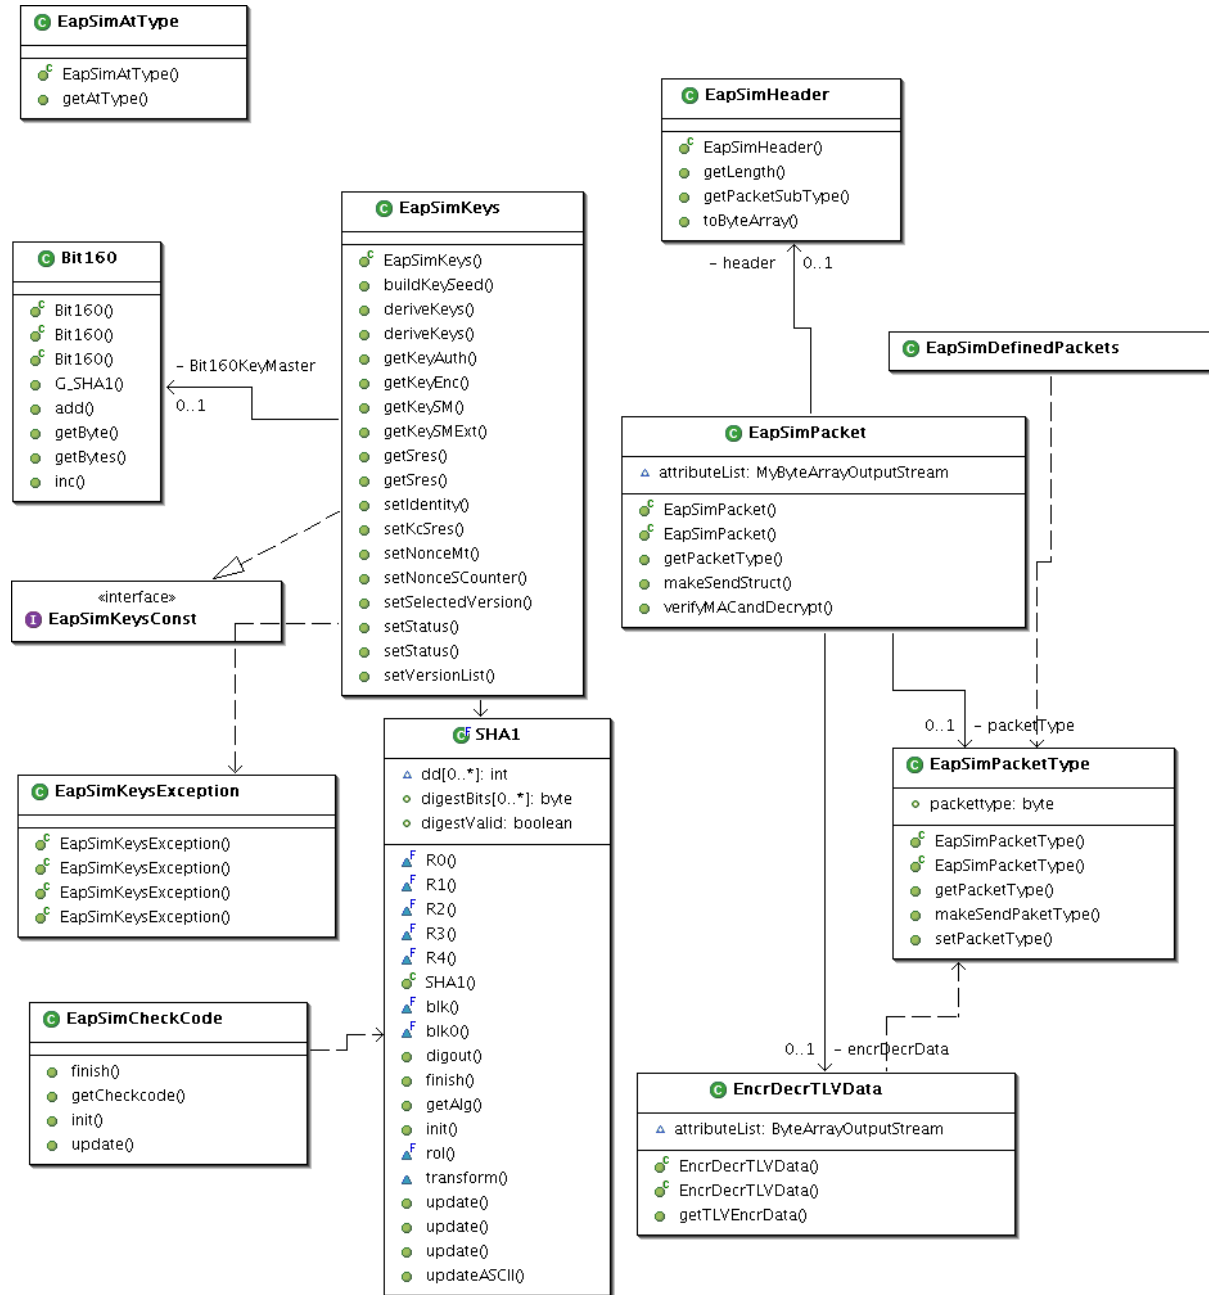 EapSimAtType
EapSimAtType()
getAtType()
EapSimHeader
EapSimHeader()
getLength()
getPacketSubType()
toByteArray()
EapSimKeys
EapSimKeys()
buildKeySeed()
deriveKeys()
deriveKeys()
getKeyAuth()
getKeyEnc()
getKeySM()
getKeySMExt()
getSres()
getSres()
setIdentity()
setKcSres()
setNonceMt()
setNonceSCounter()
setSelectedVersion()
setStatus()
setStatus()
setVersionList()
Bit160
Bit160()
Bit160()
Bit160()
G_SHA1()
add()
getByte()
getBytes()
inc()
– Bit160KeyMaster
0..1
– header 0..1
EapSimDefinedPackets
EapSimPacket
attributeList: MyByteArrayOutputStream
EapSimPacket()
EapSimPacket()
getPacketType()
makeSendStruct()
verifyMACandDecrypt()
«interface»
EapSimKeysConst
0..1 – packetType
EapSimPacketType
packettype: byte
EapSimPacketType()
EapSimPacketType()
getPacketType()
makeSendPaketType()
setPacketType()
SHA1
dd[0..*]: int
digestBits[0..*]: byte
digestValid: boolean
R0()
R1()
R2()
R3()
R4()
SHA1()
blk()
blk0()
digout()
finish()
getAlg()
init()
rol()
transform()
update()
update()
update()
updateASCII()
EapSimKeysException
EapSimKeysException()
EapSimKeysException()
EapSimKeysException()
EapSimKeysException()
EapSimCheckCode
finish()
getCheckcode()
init()
update()
0..1 – encrDecrData
EncrDecrTLVData
attributeList: ByteArrayOutputStream
EncrDecrTLVData()
EncrDecrTLVData()
getTLVEncrData()